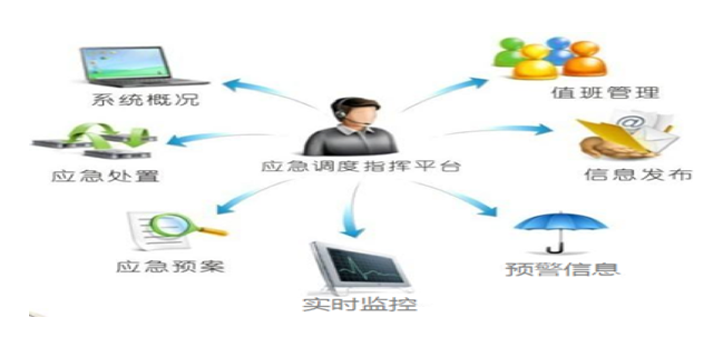 系统概况
值班管理
应急调度指挥平台
应急处置
信息发布
应急预案
预警信息
实时监控